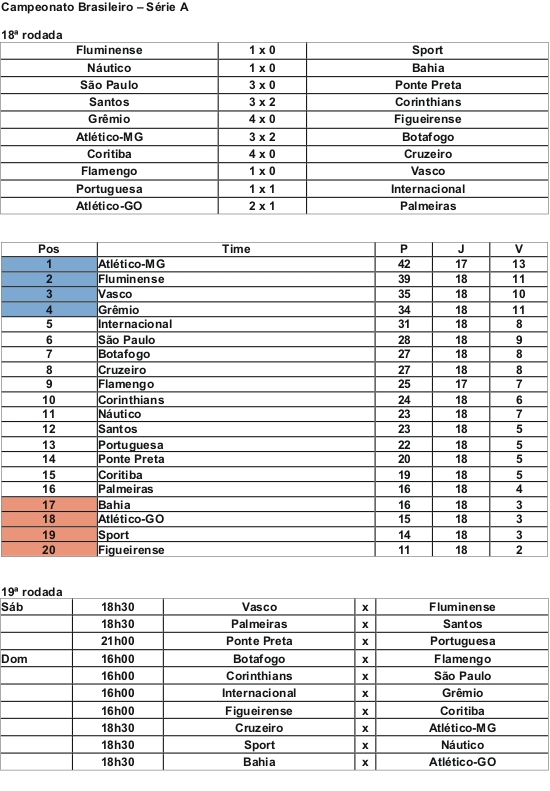 Campeonato Brasileiro – Série A
18ª rodada
Fluminense 1 x 0 Sport
Náutico 1 x 0 Bahia
São Paulo 3 x 0 Ponte Preta
Santos 3 x 2 Corinthians
Grêmio 4 x 0 Figueirense
Atlético-MG 3 x 2 Botafogo
Coritiba 4 x 0 Cruzeiro
Flamengo 1 x 0 Vasco
Portuguesa 1 x 1 Internacional
Atlético-GO 2 x 1 Palmeiras
Pos Time P J V
1 Atlético-MG 42 17 13
2 Fluminense 39 18 11
3 Vasco 35 18 10
4 Grêmio 34 18 11
5 Internacional 31 18 8
6 São Paulo 28 18 9
7 Botafogo 27 18 8
8 Cruzeiro 27 18 8
9 Flamengo 25 17 7
10 Corinthians 24 18 6
11 Náutico 23 18 7
12 Santos 23 18 5
13 Portuguesa 22 18 5
14 Ponte Preta 20 18 5
15 Coritiba 19 18 5
16 Palmeiras 16 18 4
17 Bahia 16 18 3
18 Atlético-GO 15 18 3
19 Sport 14 18 3
20 Figueirense 11 18 2
19ª rodada
Sáb 18h30 Vasco x Fluminense
18h30 Palmeiras x Santos
21h00 Ponte Preta x Portuguesa
Dom 16h00 Botafogo x Flamengo
16h00 Corinthians x São Paulo
16h00 Internacional x Grêmio
16h00 Figueirense x Coritiba
18h30 Cruzeiro x Atlético-MG
18h30 Sport x Náutico
18h30 Bahia x Atlético-GO